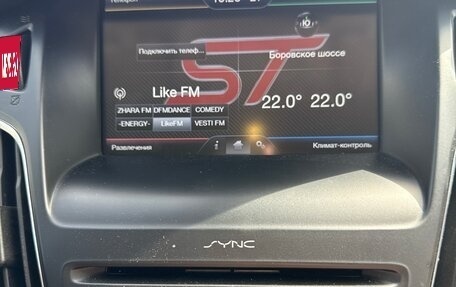 Подключить телеф...
Ю
ST
Боровское шоссе
Like FM
22.0° 22.0°
ZHARA FM DFMDANCE COMEDY
-ENERGY- LikeFM VESTI FM
Развлечения
i
Климат-контроль
SYNC